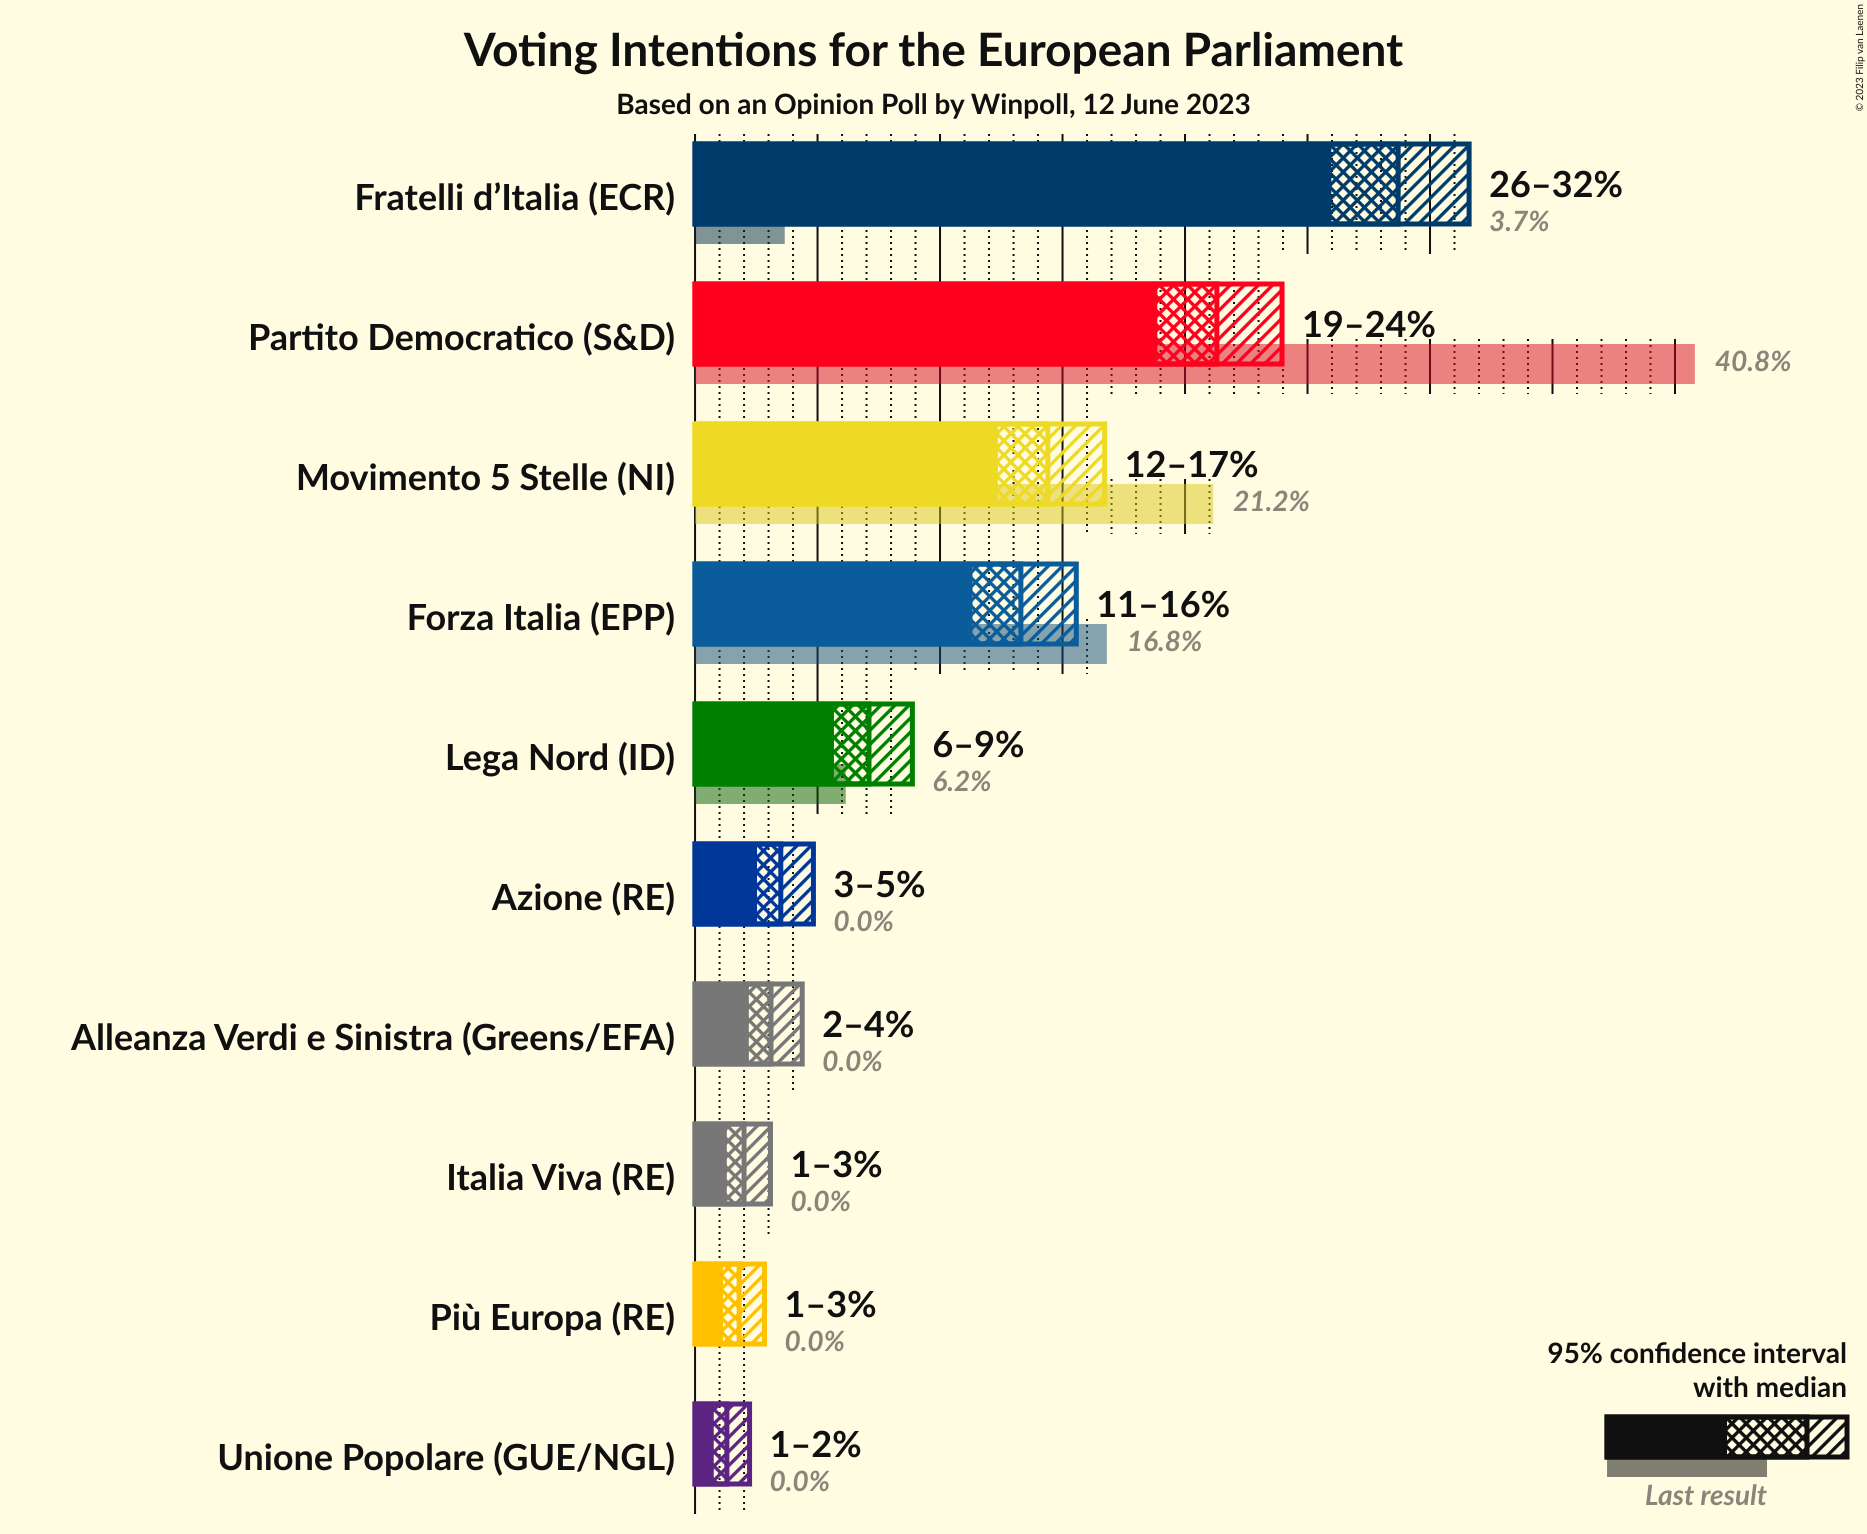 Voting Intentions for the European Parliament
Based on an Opinion Poll by Winpoll, 12 June 2023
© 2023 Filip van Laenen
Fratelli d’Italia (ECR)
26–32%
3.7%
Partito Democratico (S&D)
19–24%
40.8%
Movimento 5 Stelle (NI)
12–17%
21.2%
Forza Italia (EPP)
11–16%
16.8%
Lega Nord (ID)
6–9%
6.2%
Azione (RE)
3–5%
0.0%
Alleanza Verdi e Sinistra (Greens/EFA)
2–4%
0.0%
Italia Viva (RE)
1–3%
0.0%
Più Europa (RE)
1–3%
0.0%
Unione Popolare (GUE/NGL)
1–2%
0.0%
95% confidence interval
with median
Last result